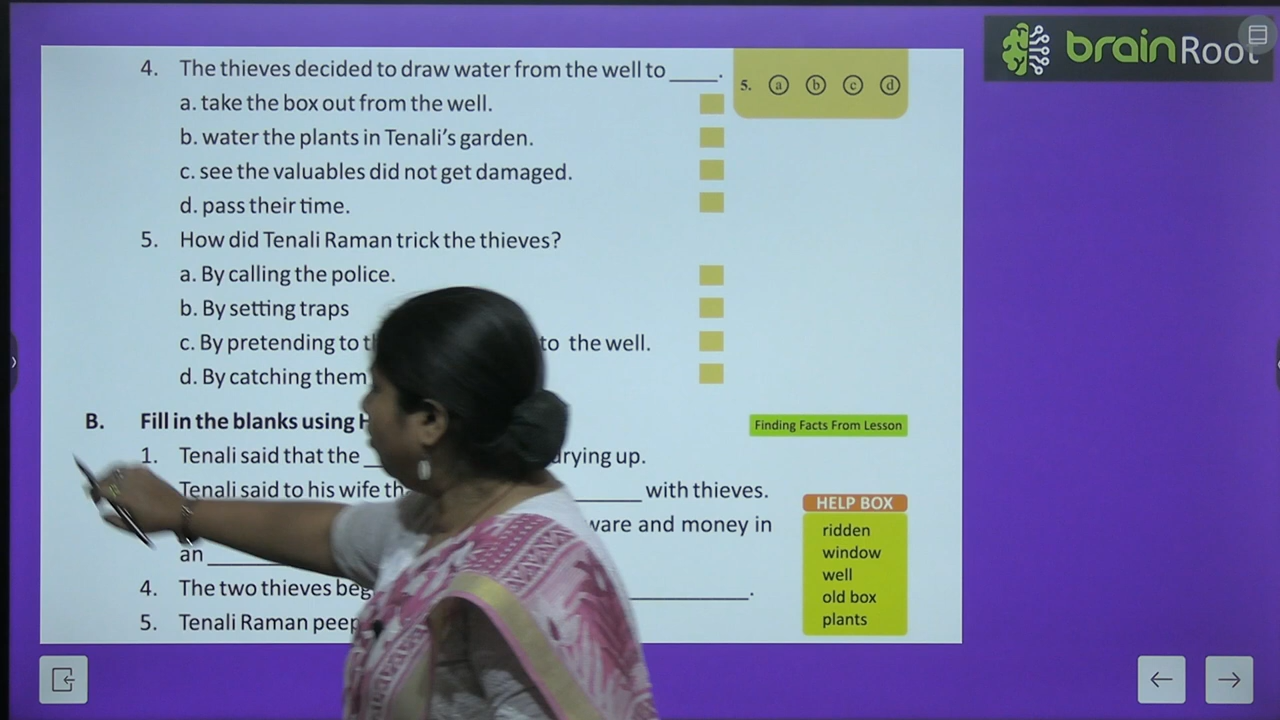 brainRoot
4. The thieves decided to draw water from the well to ____.
5. a b c d
a. take the box out from the well.
b. water the plants in Tenali's garden.
c. see the valuables did not get damaged.
d. pass their time.
5. How did Tenali Raman trick the thieves?
a. By calling the police.
b. By setting traps
c. By pretending to to the well.
d. By catching them
B. Fill in the blanks using
Finding Facts From Lesson
1. Tenali said that the drying up.
Tenali said to his wife ______ with thieves.
ware and money in
an ______
4. The two thieves __________.
5. Tenali Raman
HELP BOX
ridden
window
well
old box
plants